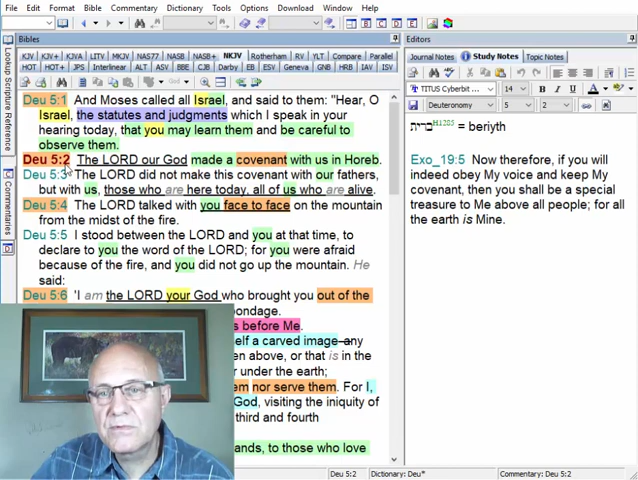 File Edit View Bibles Dictionary Tools Options Download Window Help
Bibles
KJV KJV+ KJVA LITV MKJV NAS77 NASB NASB+ NKJV Rotherham RV YLT Compare Parallel
HOT HOT+ JPS Interlinear ALT ASV BBE CJB Darby EB ESV Geneva GNB HRB IAV ISV
Deu 5:1 And Moses called all Israel, and said to them: "Hear, O
Israel, the statutes and judgments which I speak in your
hearing today, that you may learn them and be careful to
observe them.
Deu 5:2 The LORD our God made a covenant with us in Horeb.
Deu 5:3 The LORD did not make this covenant with our fathers,
but with us, those who are here today, all of us who are alive.
Deu 5:4 The LORD talked with you face to face on the mountain
from the midst of the fire.
Deu 5:5 I stood between the LORD and you at that time, to
declare to you the word of the LORD; for you were afraid
because of the fire, and you did not go up the mountain. He
said:
Deu 5:6 'I am the LORD your God who brought you out of the
bondage.
s before Me.
self a carved image—any
en above, or that is in the
r under the earth;
em nor serve them. For I,
God, visiting the iniquity of
third and fourth
ands, to those who love
Lookup Scripture Reference
Commentaries
Editors
Journal Notes Study Notes Topic Notes
TITUS Cyberbit 14 B I U
Deuteronomy 5 2
ברית H1285 = beriyth
Exo_19:5 Now therefore, if you will
indeed obey My voice and keep My
covenant, then you shall be a special
treasure to Me above all people; for all
the earth is Mine.
Deu 5:2 Dictionary: Deu* Commentary: Deu 5:2